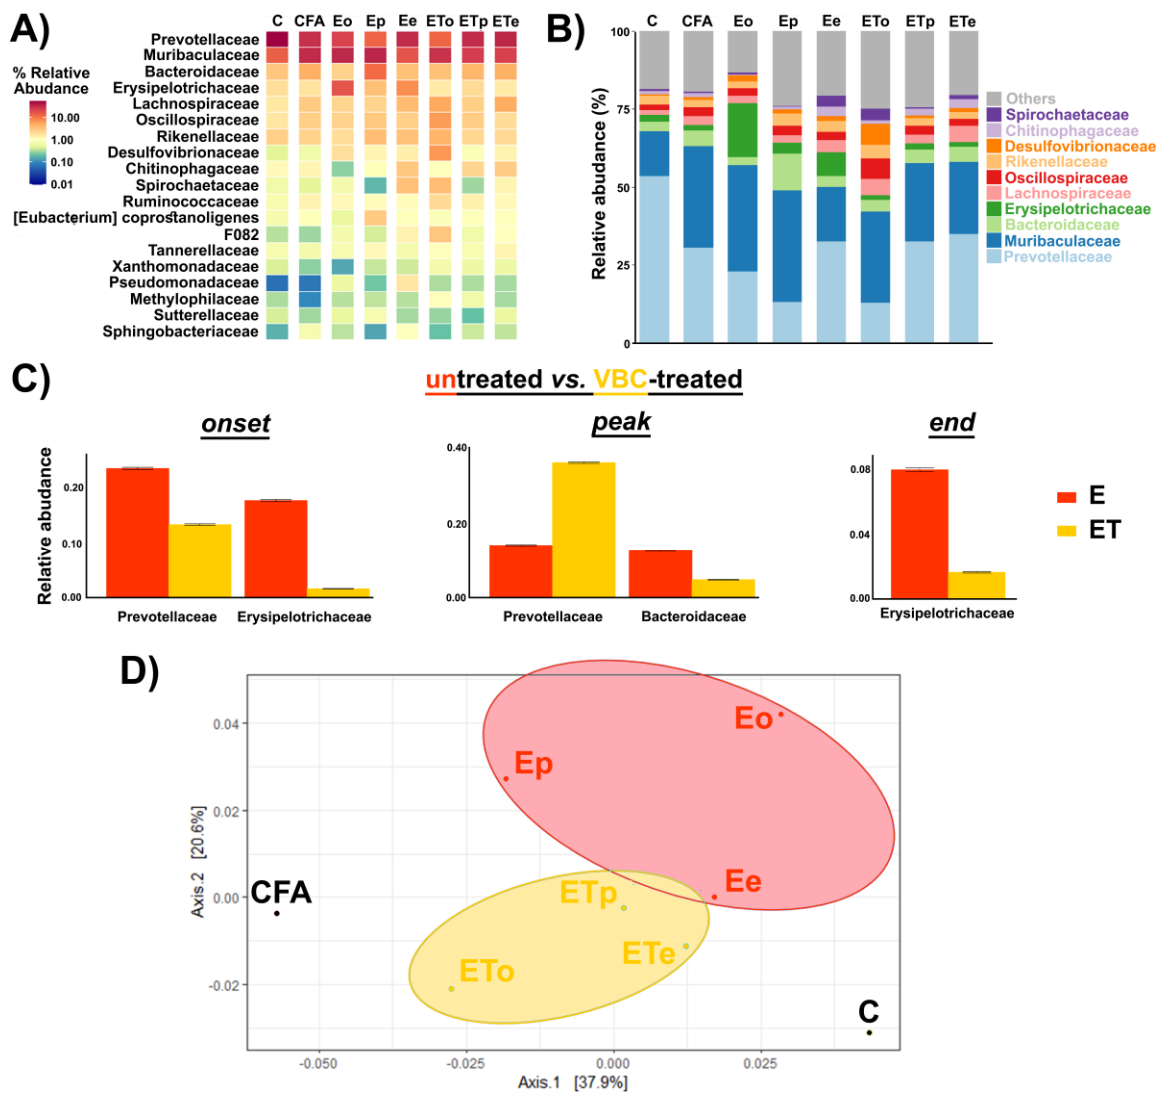 A)
C CFA Eo Ep Ee ETo ETp ETe
% Relative
Abudance
10.00
1.00
0.10
0.01
Prevotellaceae
Muribaculaceae
Bacteroidaceae
Erysipelotrichaceae
Lachnospiraceae
Oscillospiraceae
Rikenellaceae
Desulfovibrionaceae
Chitinophagaceae
Spirochaetaceae
Ruminococcaceae
[Eubacterium] coprostanoligenes
F082
Tannerellaceae
Xanthomonadaceae
Pseudomonadaceae
Methylophilaceae
Sutterellaceae
Sphingobacteriaceae
B)
C CFA Eo Ep Ee ETo ETp ETe
Relative abudance (%)
100
75
50
25
0
Others
Spirochaetaceae
Chitinophagaceae
Desulfovibrionaceae
Rikenellaceae
Oscillospiraceae
Lachnospiraceae
Erysipelotrichaceae
Bacteroidaceae
Muribaculaceae
Prevotellaceae
C)
untreated vs. VBC-treated
onset
Relative abudance
0.20
0.10
0.00
Prevotellaceae Erysipelotrichaceae
peak
0.40
0.20
0.00
Prevotellaceae Bacteroidaceae
end
0.08
0.04
0.00
Erysipelotrichaceae
E
ET
D)
Axis.2 [20.6%]
0.04
0.02
0.00
-0.02
Eo
Ep
Ee
CFA
ETp
ETe
ETo
C
-0.050 -0.025 0.000 0.025
Axis.1 [37.9%]